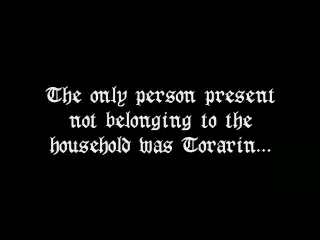 The only person present
not belonging to the
household was Torarin...